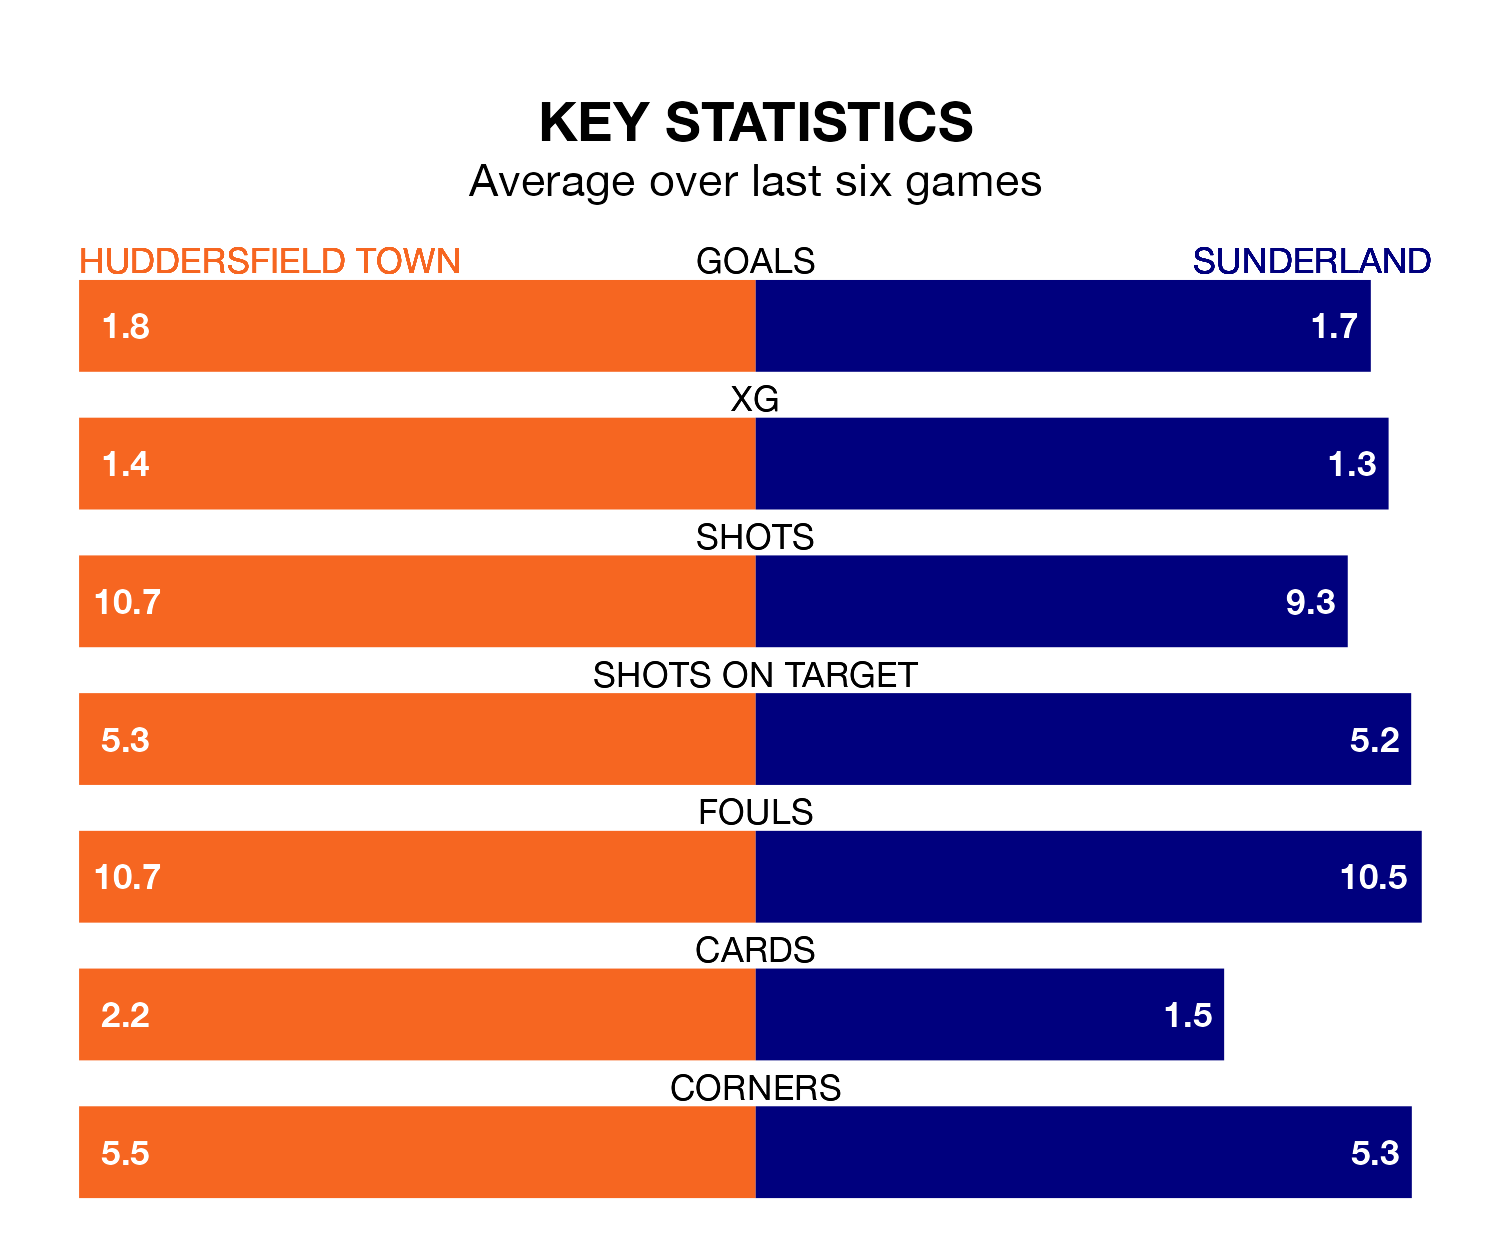 KEY STATISTICS
Average over last six games
HUDDERSFIELD TOWN GOALS SUNDERLAND
1.8 1.7
XG
1.4 1.3
SHOTS
10.7 9.3
SHOTS ON TARGET
5.3 5.2
FOULS
10.7 10.5
CARDS
2.2 1.5
CORNERS
5.5 5.3